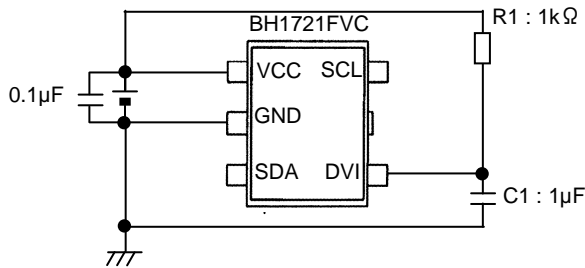 R1 : 1kΩ
BH1721FVC
VCC SCL
0.1µF
GND
SDA DVI
C1 : 1µF